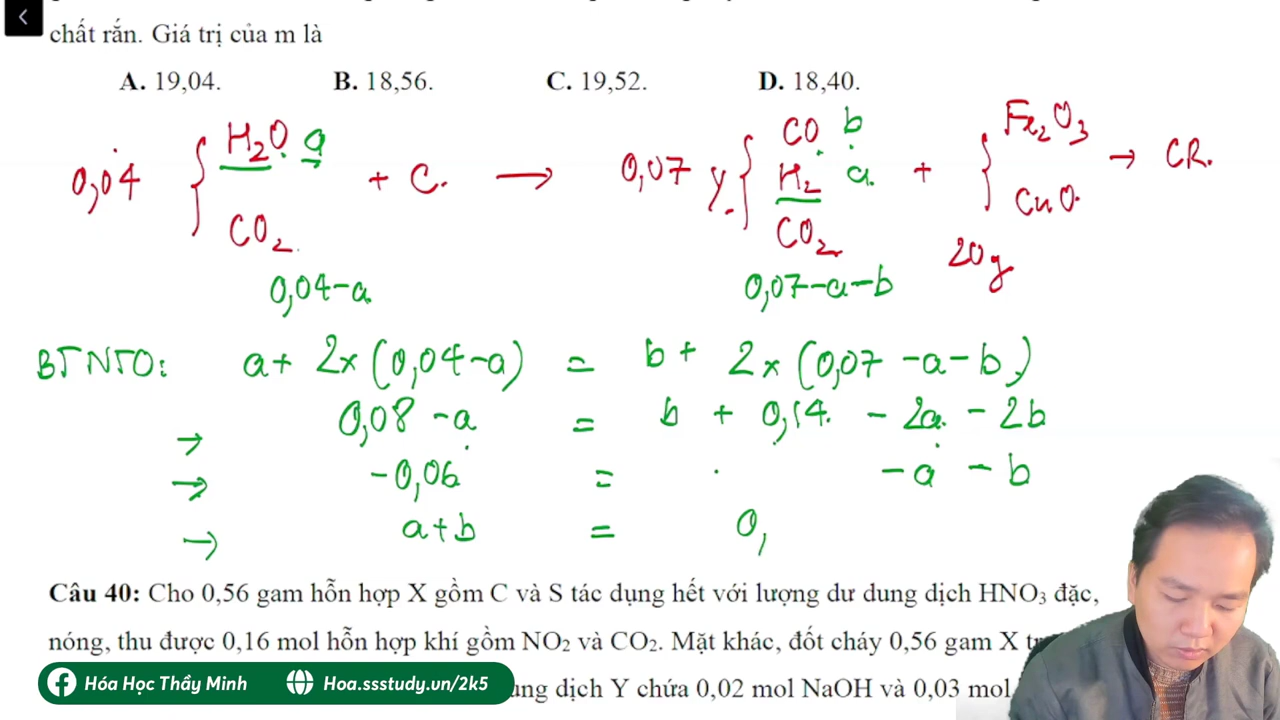 chất rắn. Giá trị của m là
A. 19,04. B. 18,56. C. 19,52. D. 18,40.
0,04 { H₂O a CO₂ 0,04-a + C. → 0,07 Y { CO b H₂ a CO₂ 0,07-a-b + { Fe₂O₃ CuO 20g → CR.
BTNTO: a + 2x(0,04-a) = b + 2x(0,07-a-b)
→ 0,08 -a = b + 0,14 - 2a - 2b
→ -0,06 = -a - b
→ a+b = 0,
Câu 40: Cho 0,56 gam hỗn hợp X gồm C và S tác dụng hết với lượng dư dung dịch HNO₃ đặc,
nóng, thu được 0,16 mol hỗn hợp khí gồm NO₂ và CO₂. Mặt khác, đốt cháy 0,56 gam X
dịch Y chứa 0,02 mol NaOH và 0,03 mol
Hóa Học Thầy Minh Hoa.ssstudy.vn/2k5